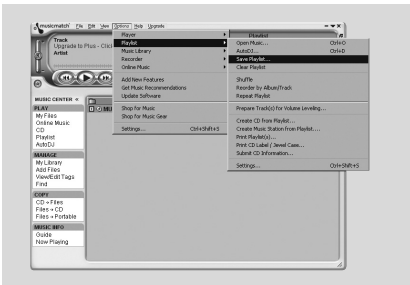 musicmatch File Edit View Options Help Upgrade
Track
Upgrade to Plus - Click
Artist
MUSIC CENTER «
PLAY
My Files
Online Music
CD
Playlist
AutoDJ
MANAGE
My Library
Add Files
View/Edit Tags
Find
COPY
CD → Files
Files → CD
Files → Portable
MUSIC INFO
Guide
Now Playing
Player
Playlist
Music Library
Recorder
Online Music
Add New Features
Get Music Recommendations
Update Software
Shop for Music
Shop for Music Gear
Settings... Ctrl+Shift+S
Playlist
Open Music... Ctrl+O
AutoDJ... Ctrl+D
Save Playlist...
Clear Playlist
Shuffle
Reorder by Album/Track
Repeat Playlist
Prepare Track(s) for Volume Leveling...
Create CD from Playlist...
Create Music Station from Playlist....
Print Playlist(s)...
Print CD Label / Jewel Case...
Submit CD Information...
Settings... Ctrl+Shift+S